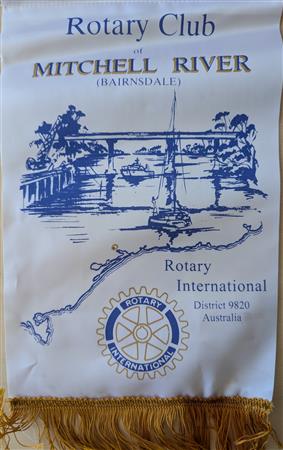 Rotary Club
of
MITCHELL RIVER
(BAIRNSDALE)
Rotary
International
District 9820
Australia
ROTARY
INTERNATIONAL